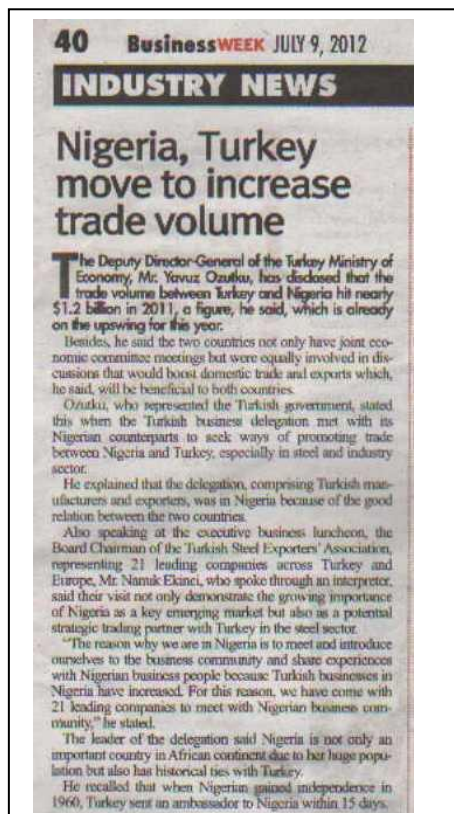 40 BusinessWEEK JULY 9, 2012
INDUSTRY NEWS
Nigeria, Turkey
move to increase
trade volume
The Deputy Director-General of the Turkey Ministry of
Economy, Mr. Yavuz Ozutku, has disclosed that the
trade volume between Turkey and Nigeria hit nearly
$1.2 billion in 2011, a figure, he said, which is already
on the upswing for this year.
Besides, he said the two countries not only have joint eco-
nomic committee meetings but were equally involved in dis-
cussions that would boost domestic trade and exports which,
he said, will be beneficial to both countries.
Ozutku, who represented the Turkish government, stated
this when the Turkish business delegation met with its
Nigerian counterparts to seek ways of promoting trade
between Nigeria and Turkey, especially in steel and industry
sector.
He explained that the delegation, comprising Turkish man-
ufacturers and exporters, was in Nigeria because of the good
relation between the two countries.
Also speaking at the executive business luncheon, the
Board Chairman of the Turkish Steel Exporters' Association,
representing 21 leading companies across Turkey and
Europe, Mr. Namuk Ekinci, who spoke through an interpreter,
said their visit not only demonstrate the growing importance
of Nigeria as a key emerging market but also as a potential
strategic trading partner with Turkey in the steel sector.
"The reason why we are in Nigeria is to meet and introduce
ourselves to the business community and share experiences
with Nigerian business people because Turkish businesses in
Nigeria have increased. For this reason, we have come with
21 leading companies to meet with Nigerian business com-
munity," he stated.
The leader of the delegation said Nigeria is not only an
important country in African continent due to her huge popu-
lation but also has historical ties with Turkey.
He recalled that when Nigerian gained independence in
1960, Turkey sent an ambassador to Nigeria within 15 days.